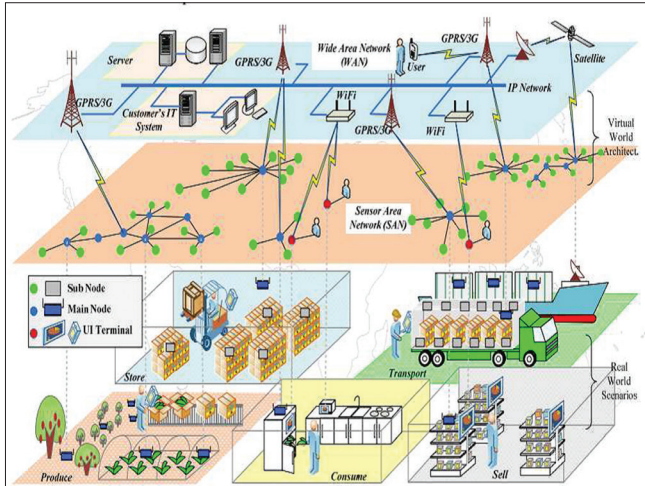 Server
GPRS/3G
Wide Area Network
(WAN)
GPRS/3G
User
Satellite
IP Network
GPRS/3G
Customer's IT
System
WiFi
GPRS/3G
WiFi
Virtual
World
Architect.
Sensor Area
Network (SAN)
Sub Node
Main Node
UI Terminal
Store
Transport
Real
World
Scenarios
Produce
Consume
Sell